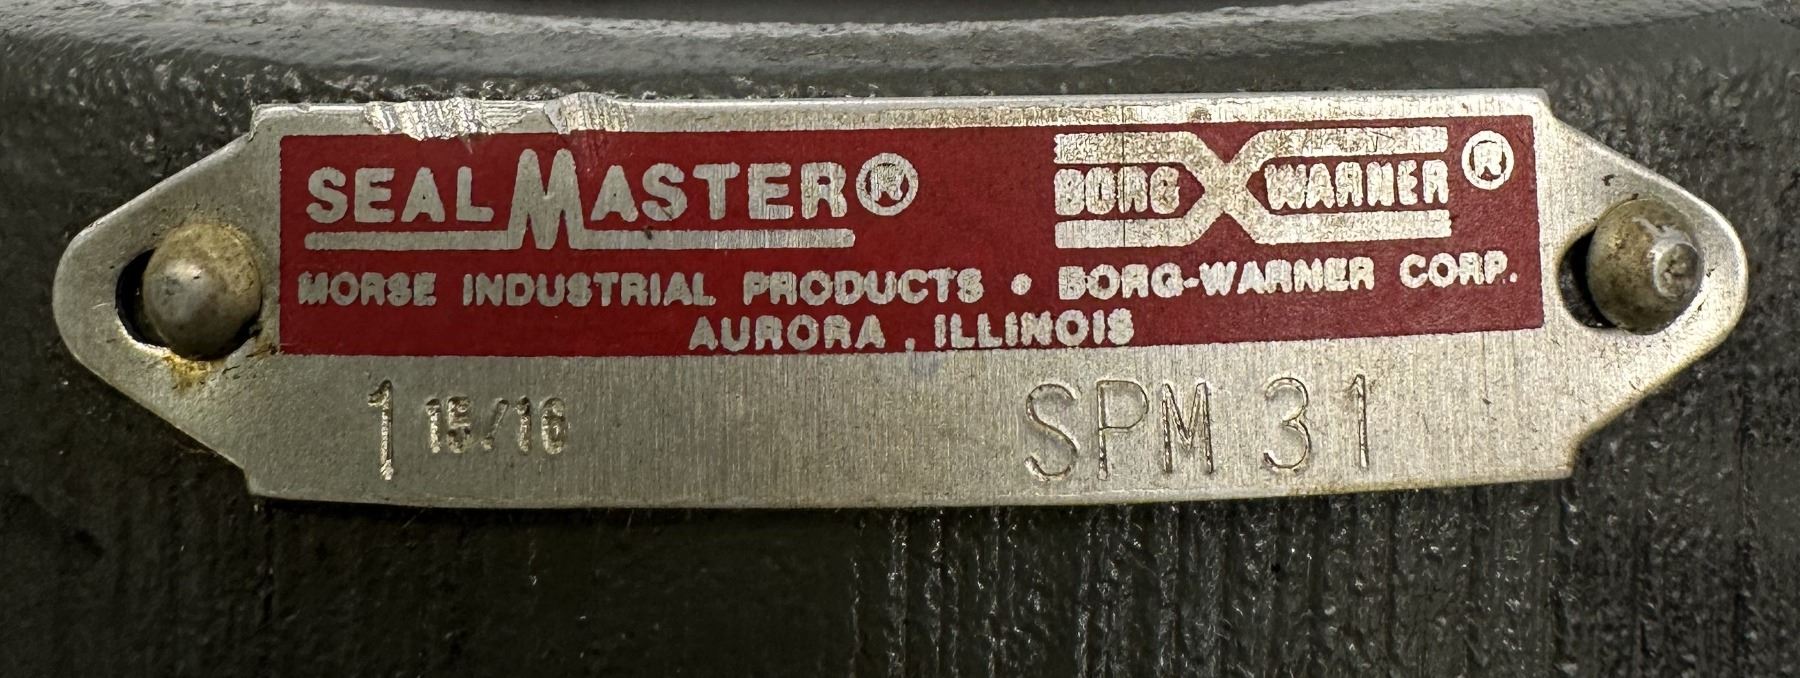 SEALMASTER®
BORG WARNER®
MORSE INDUSTRIAL PRODUCTS • BORG-WARNER CORP.
AURORA, ILLINOIS
1 15/16 SPM 31